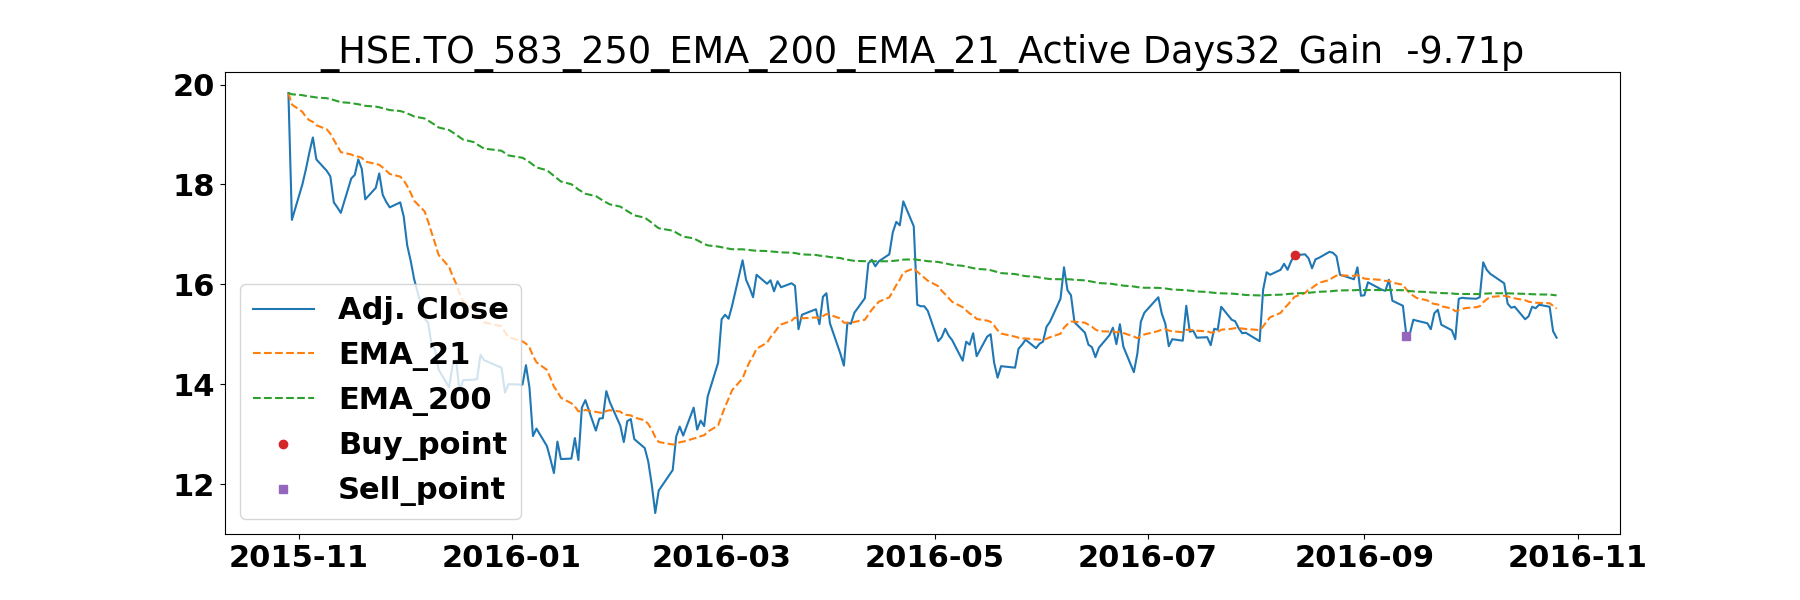 _HSE.TO_583_250_EMA_200_EMA_21_Active Days32_Gain  -9.71p
20
18
16
14
12
Adj. Close
EMA_21
EMA_200
Buy_point
Sell_point
2015-11 2016-01 2016-03 2016-05 2016-07 2016-09 2016-11